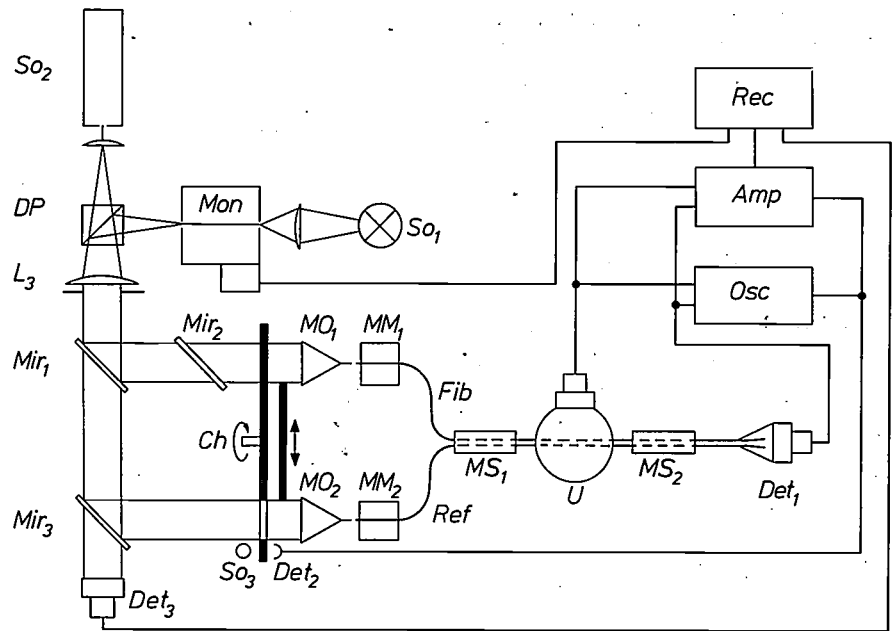 So2
Rec
DP
Mon
So1
Amp
L3
Osc
Mir2
MO1
MM1
Mir1
Fib
Ch
MS1
MS2
MO2
MM2
U
Det1
Mir3
Ref
So3
Det2
Det3